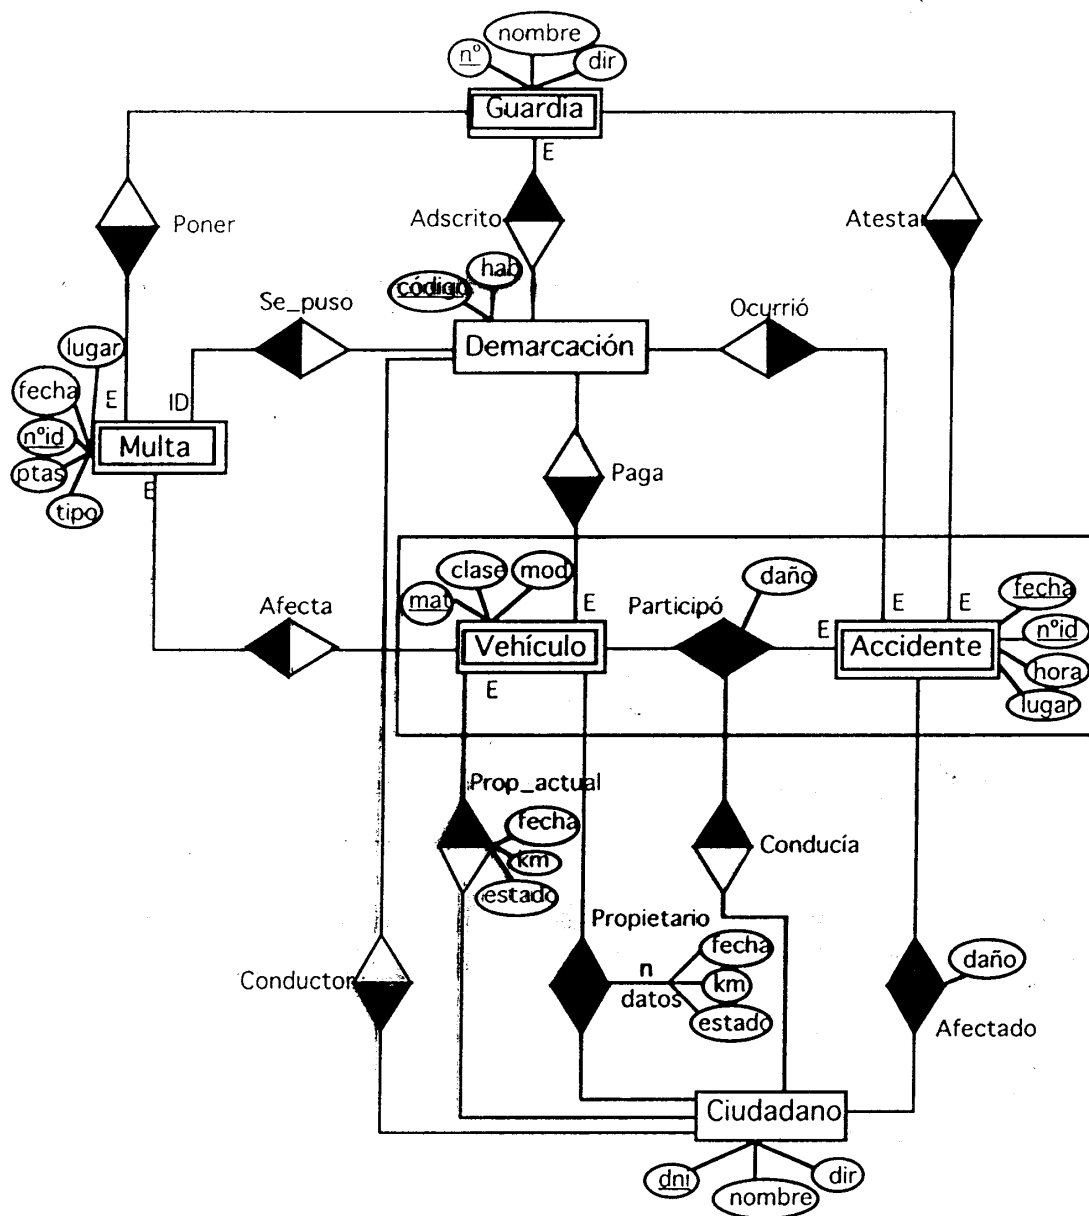 nombre
nº
dir
Guardia
E
Poner
Adscrito
Atestar
hab
código
Se_puso
Ocurrió
Demarcación
lugar
fecha
E
ID
nºid
Multa
ptas
E
tipo
Paga
clase
mod
daño
mat
Afecta
E
Participó
E
E
fecha
E
nºid
Vehículo
Accidente
E
hora
lugar
Prop_actual
fecha
km
Conducía
estado
Propietario
fecha
n
daño
Conductor
datos
km
estado
Afectado
Ciudadano
dni
dir
nombre